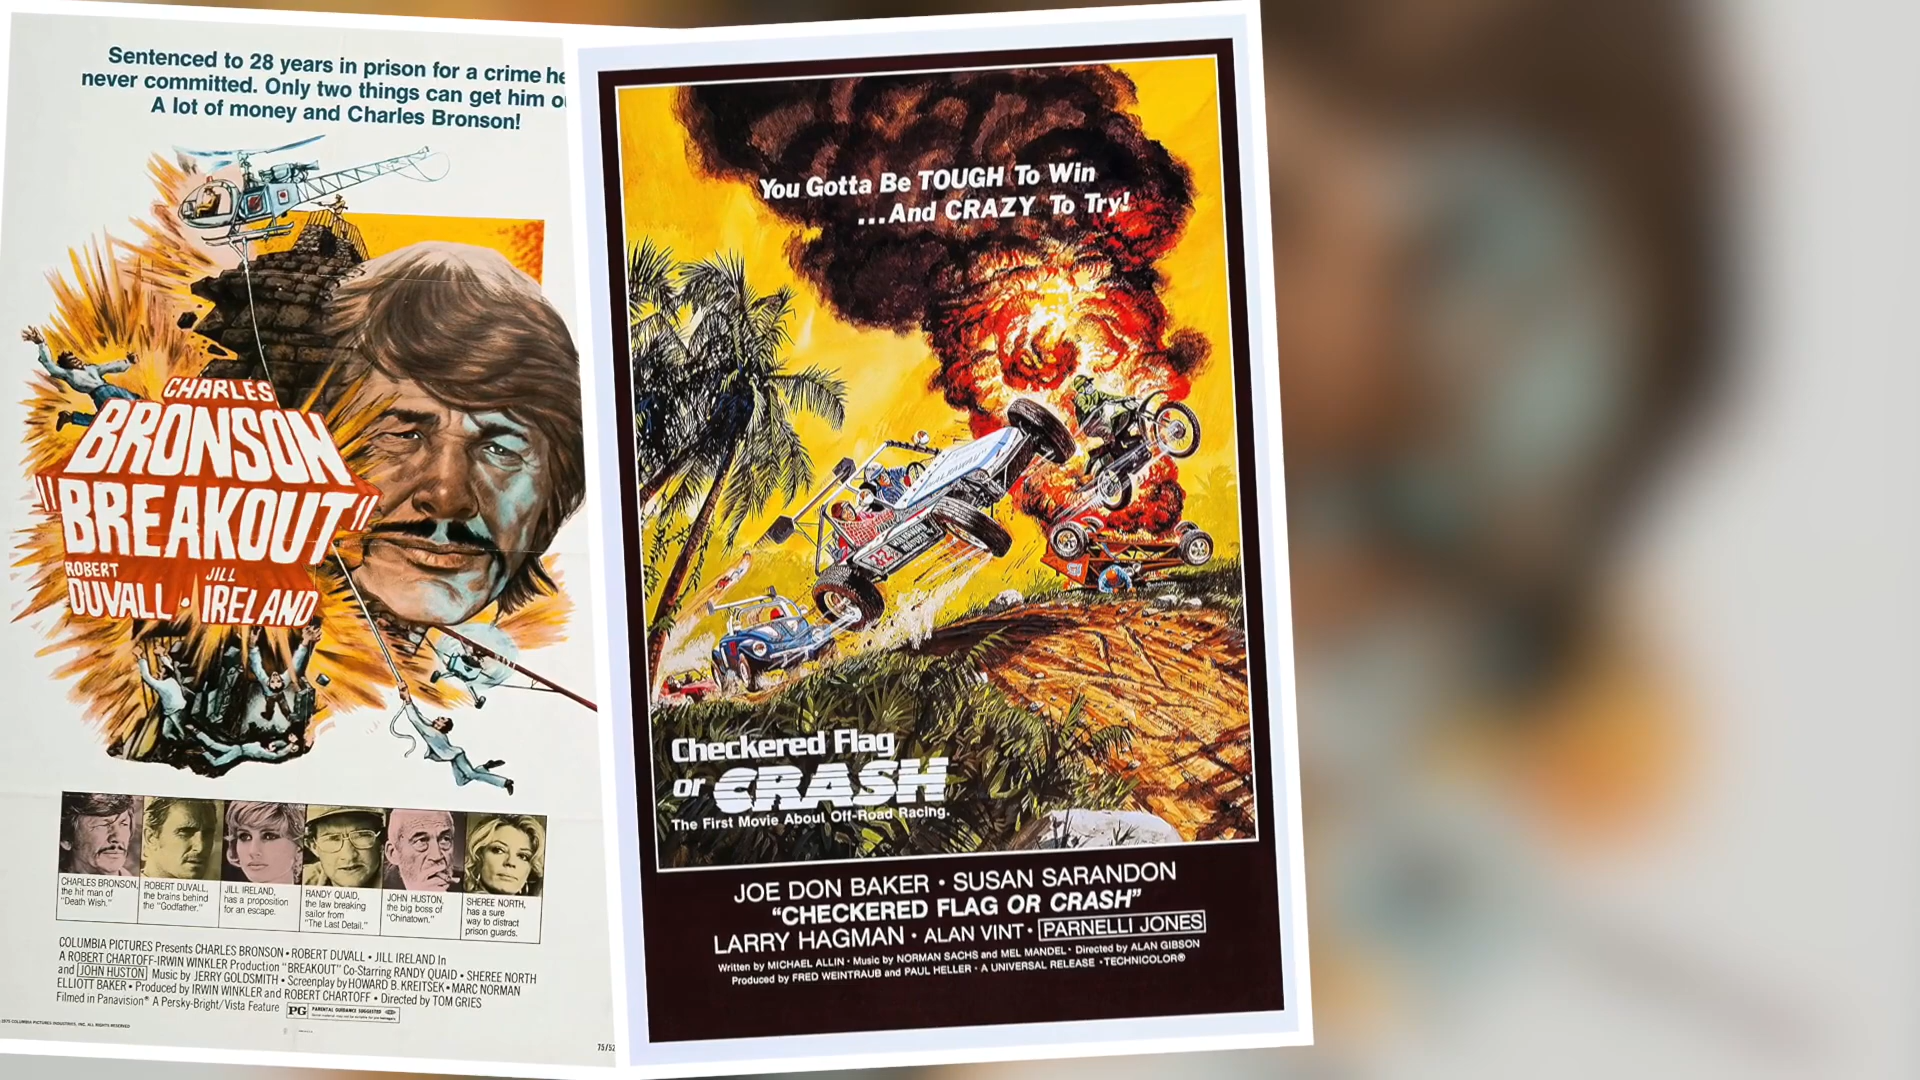 Sentenced to 28 years in prison for a crime he
never committed. Only two things can get him
A lot of money and Charles Bronson!
CHARLES
BRONSON
"BREAKOUT"
ROBERT JILL
DUVALL · IRELAND
CHARLES BRONSON,
the hit man of
"Death Wish."
ROBERT DUVALL,
the brains behind
the "Godfather."
JILL IRELAND,
has a proposition
for an escape.
RANDY QUAID,
the law breaking
sailor from
"The Last Detail."
JOHN HUSTON,
the big boss of
"Chinatown."
SHEREE NORTH,
has a sure
way to distract
prison guards.
COLUMBIA PICTURES Presents CHARLES BRONSON • ROBERT DUVALL • JILL IRELAND In
A ROBERT CHARTOFF-IRWIN WINKLER Production "BREAKOUT" Co-Starring RANDY QUAID • SHEREE NORTH
and JOHN HUSTON Music by JERRY GOLDSMITH • Screenplay by HOWARD B. KREITSEK • MARC NORMAN
ELLIOTT BAKER • Produced by IRWIN WINKLER and ROBERT CHARTOFF • Directed by TOM GRIES
Filmed in Panavision® A Persky-Bright/Vista Feature PG PARENTAL GUIDANCE SUGGESTED
75/52
You Gotta Be TOUGH To Win
...And CRAZY To Try!
Checkered Flag
or CRASH
The First Movie About Off-Road Racing.
JOE DON BAKER • SUSAN SARANDON
"CHECKERED FLAG OR CRASH"
LARRY HAGMAN • ALAN VINT • PARNELLI JONES
Written by MICHAEL ALLIN • Music by NORMAN SACHS and MEL MANDEL • Directed by ALAN GIBSON
Produced by FRED WEINTRAUB and PAUL HELLER • A UNIVERSAL RELEASE • TECHNICOLOR®